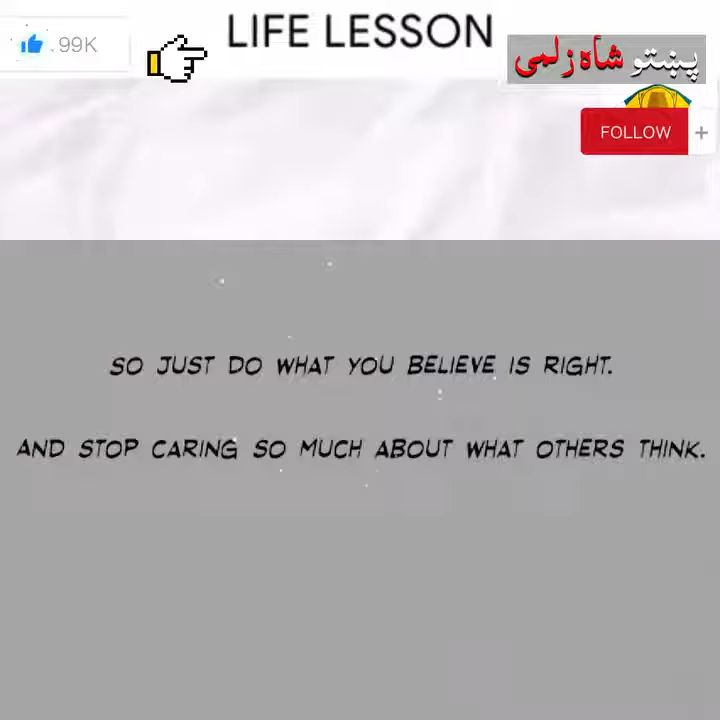 .99K
LIFE LESSON
پښتو شاه زلمی
FOLLOW +
SO JUST DO WHAT YOU BELIEVE IS RIGHT.
AND STOP CARING SO MUCH ABOUT WHAT OTHERS THINK.